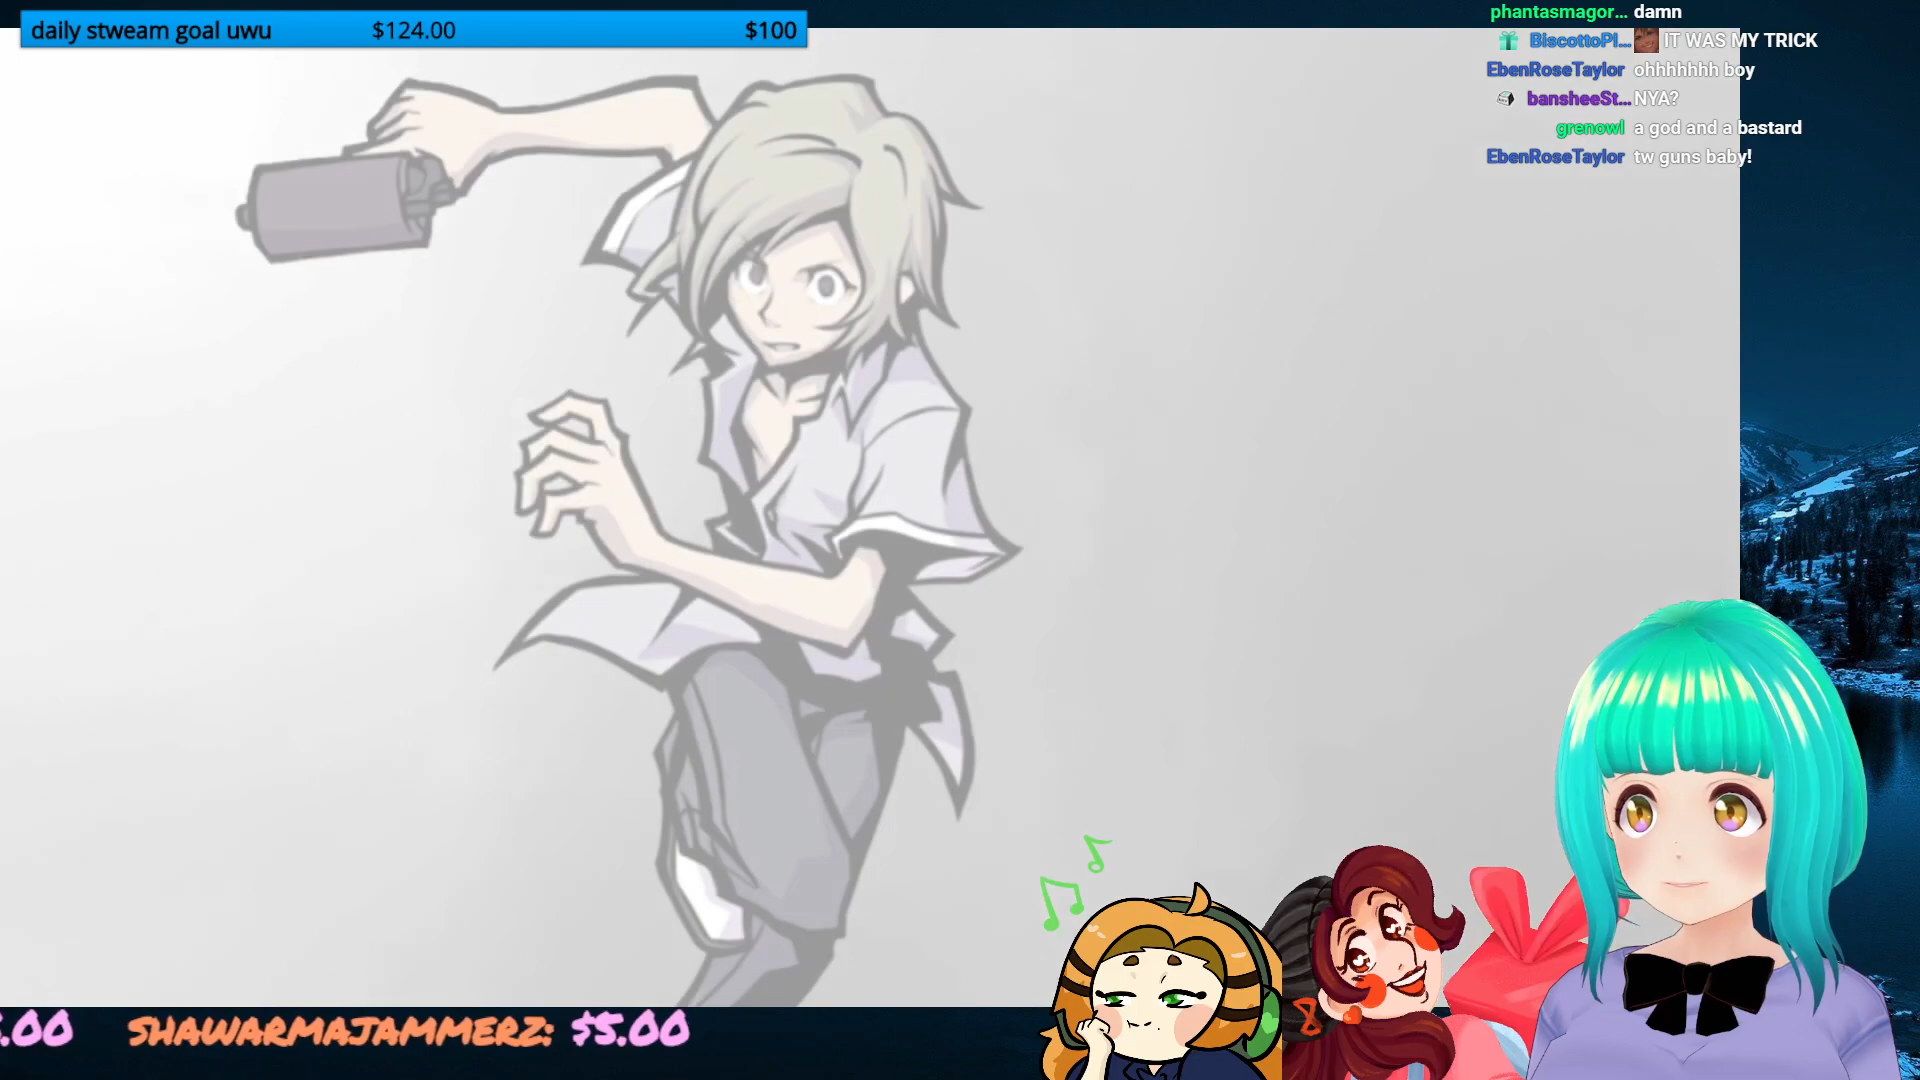 daily stweam goal uwu $124.00 $100
phantasmagor... damn
BiscottoPl... IT WAS MY TRICK
EbenRoseTaylor ohhhhhhh boy
bansheeSt... NYA?
grenowl a god and a bastard
EbenRoseTaylor tw guns baby!
.00 SHAWARMAJAMMERZ: $5.00